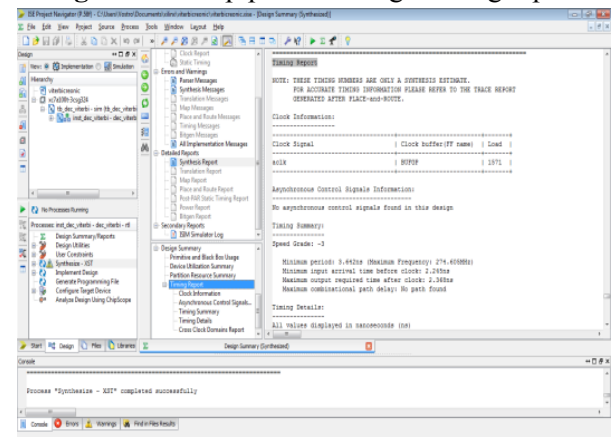 ISE Project Navigator (P.58f) - C:\Users\Vostro\Documents\xilinx\viterbicresnic\viterbicresnic.xise - [Design Summary (Synthesized)]
File Edit View Project Source Process Tools Window Layout Help
Design
View: Implementation Simulation
Hierarchy
viterbicresnic
No Processes Running
Processes: inst_dec_viterbi - dec_viterbi - rtl
Design Summary/Reports
Design Utilities
User Constraints
Synthesize - XST
Implement Design
Generate Programming File
Configure Target Device
Analyze Design Using ChipScope
Start
Design
Files
Libraries
Clock Report
Static Timing
Errors and Warnings
Parser Messages
Synthesis Messages
Translation Messages
Map Messages
Place and Route Messages
Timing Messages
Bitgen Messages
All Implementation Messages
Detailed Reports
Synthesis Report
Translation Report
Map Report
Place and Route Report
Post-PAR Static Timing Report
Power Report
Bitgen Report
Secondary Reports
ISIM Simulator Log
Design Summary
Primitive and Black Box Usage
Device Utilization Summary
Partition Resource Summary
Timing Report
Clock Information
Asynchronous Control Signals...
Timing Summary
Timing Details
Cross Clock Domains Report
Timing Report
NOTE: THESE TIMING NUMBERS ARE ONLY A SYNTHESIS ESTIMATE.
FOR ACCURATE TIMING INFORMATION PLEASE REFER TO THE TRACE REPORT
GENERATED AFTER PLACE-and-ROUTE.
Clock Information:
Clock Signal | Clock buffer(FF name) | Load |
aclk | BUFGP | 1571 |
Asynchronous Control Signals Information:
No asynchronous control signals found in this design
Timing Summary:
Speed Grade: -3
Minimum period: 3.642ns (Maximum Frequency: 274.605MHz)
Minimum input arrival time before clock: 2.265ns
Maximum output required time after clock: 2.368ns
Maximum combinational path delay: No path found
Timing Details:
All values displayed in nanoseconds (ns)
Design Summary (Synthesized)
Console
Process "Synthesize - XST" completed successfully
Console
Errors
Warnings
Find in Files Results